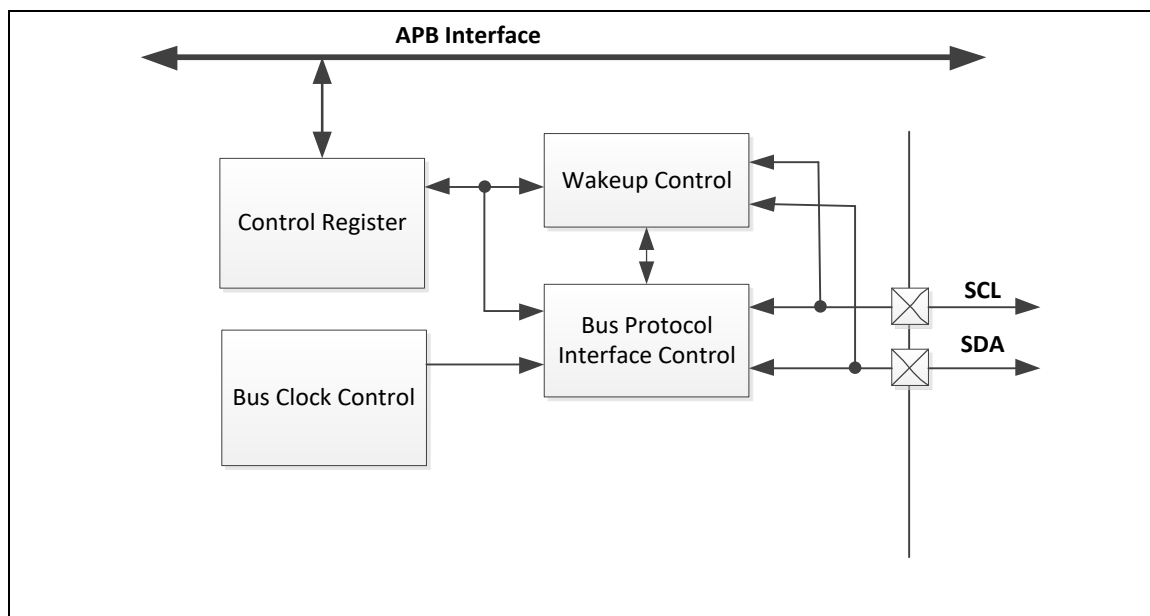 APB Interface
Wakeup Control
Control Register
SCL
Bus Protocol
Interface Control
SDA
Bus Clock Control